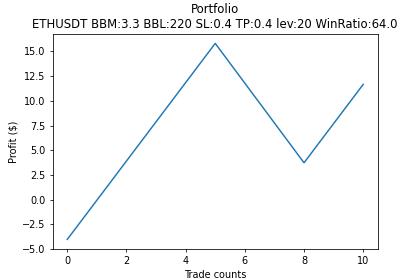 Portfolio
ETHUSDT BBM:3.3 BBL:220 SL:0.4 TP:0.4 lev:20 WinRatio:64.0
15.0
12.5
10.0
7.5
5.0
2.5
0.0
−2.5
−5.0
Profit ($)
0 2 4 6 8 10
Trade counts